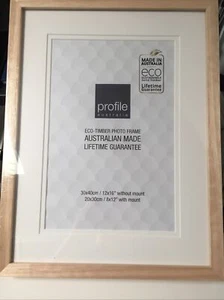 MADE IN
AUSTRALIA
eco
Lifetime
Guarantee
profile
australia
ECO-TIMBER PHOTO FRAME
AUSTRALIAN MADE
LIFETIME GUARANTEE
30x40cm / 12x16" without mount
20x30cm / 8x12" with mount